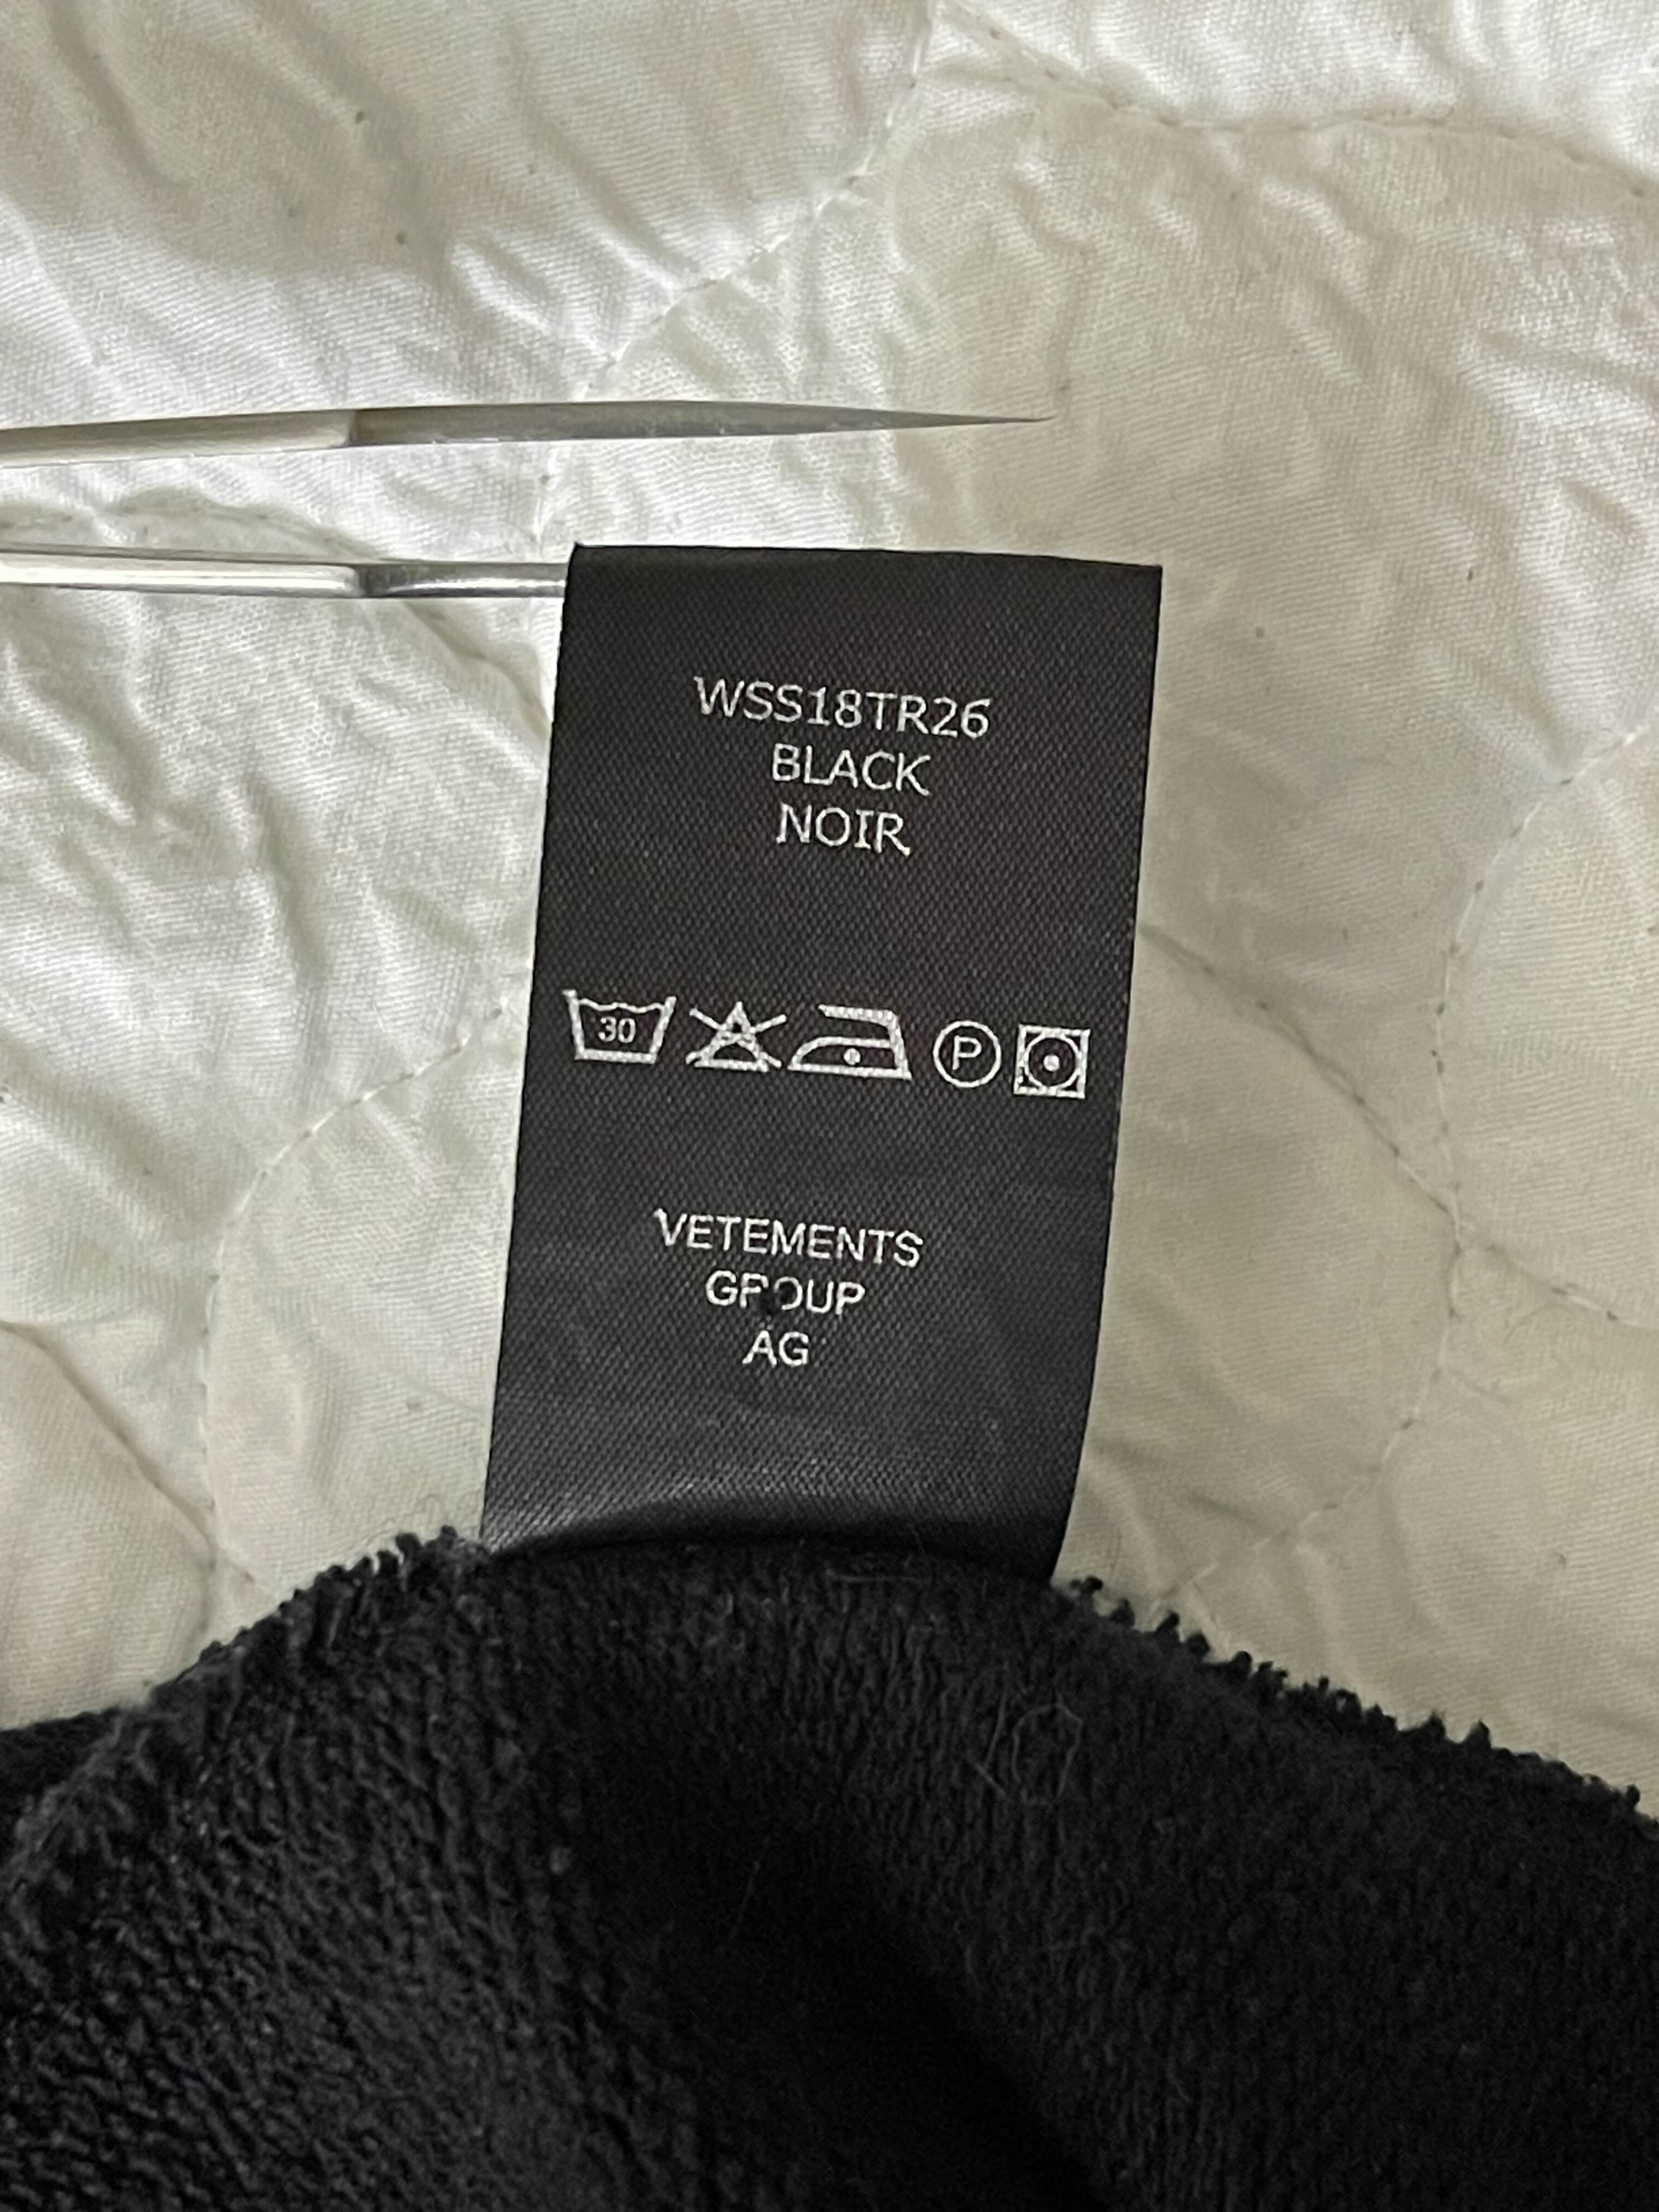 WSS18TR26
BLACK
NOIR
30 P
VETEMENTS
GROUP
AG